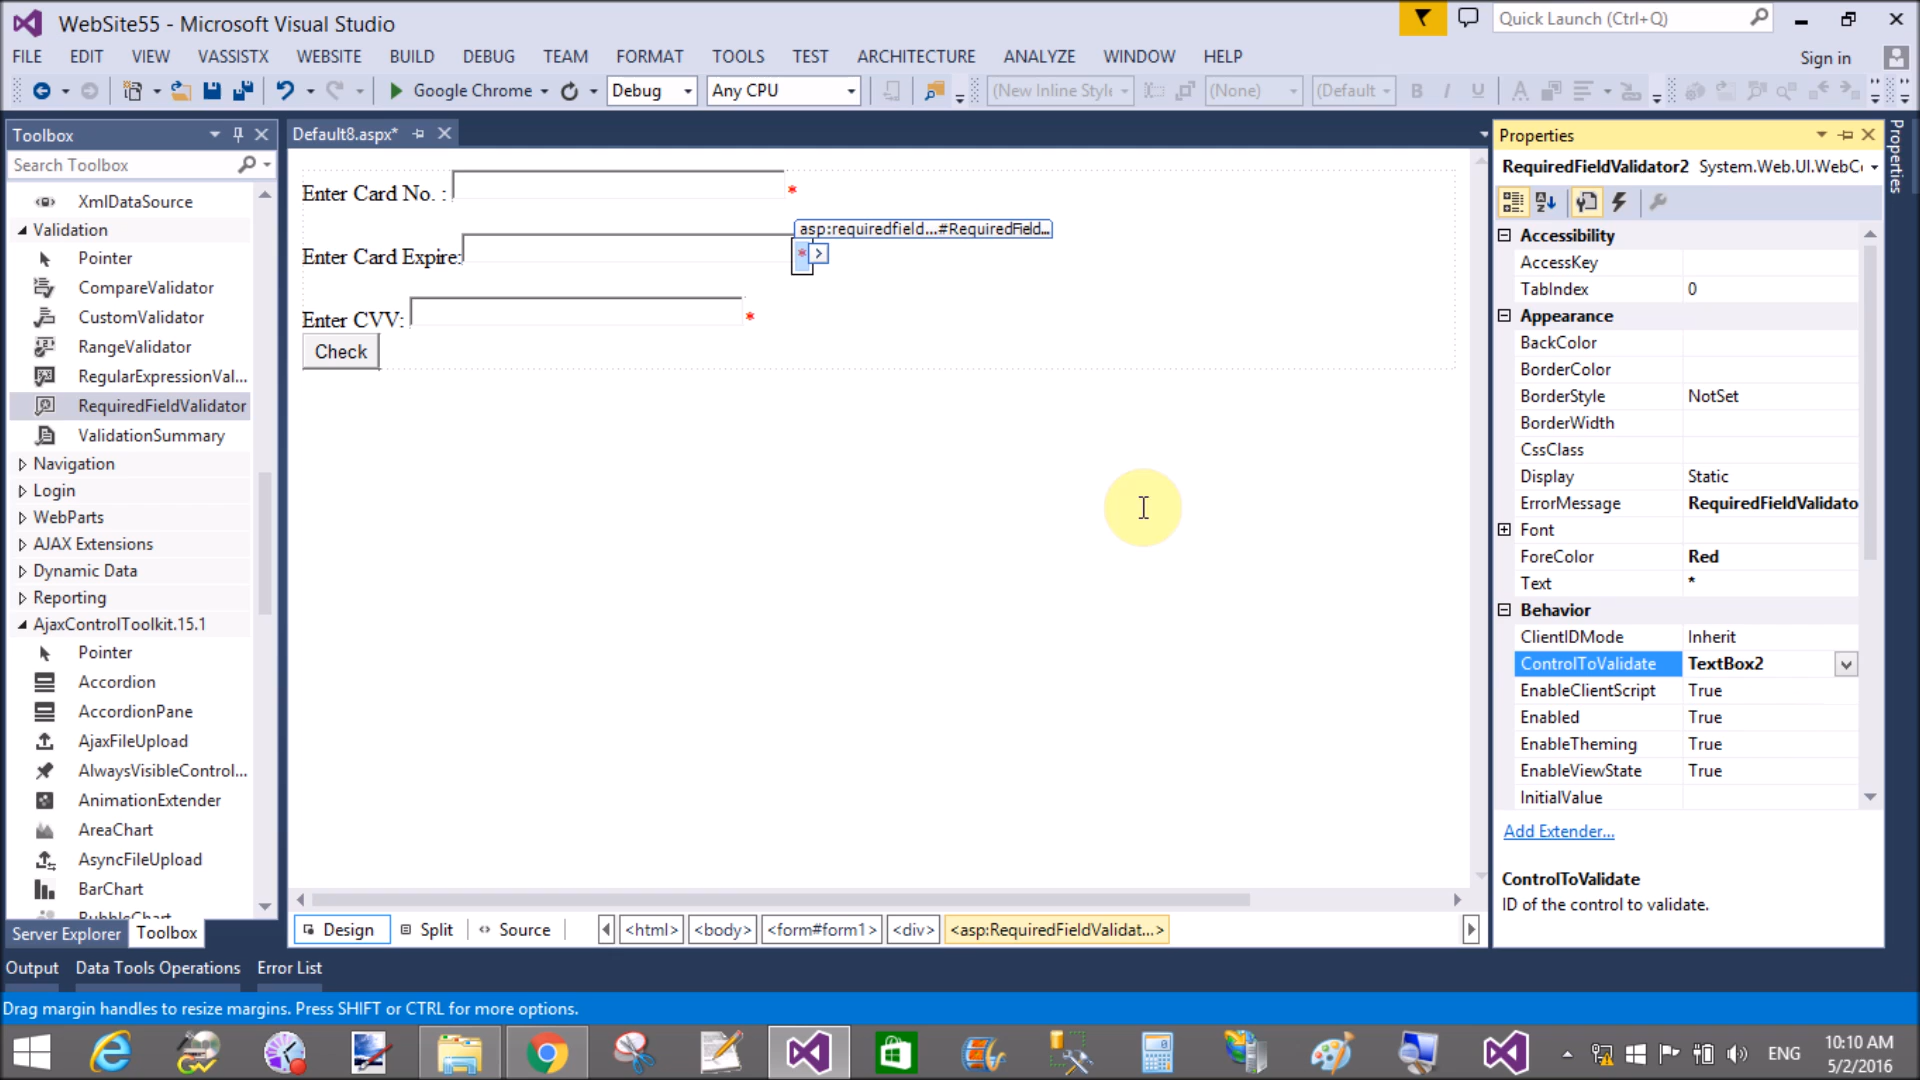 WebSite55 - Microsoft Visual Studio
Quick Launch (Ctrl+Q)
FILE EDIT VIEW VASSISTX WEBSITE BUILD DEBUG TEAM FORMAT TOOLS TEST ARCHITECTURE ANALYZE WINDOW HELP
Sign in
Google Chrome Debug Any CPU (New Inline Style (None) (Default B I U A
Toolbox
Search Toolbox
XmlDataSource
Validation
Pointer
CompareValidator
CustomValidator
RangeValidator
RegularExpressionVal...
RequiredFieldValidator
ValidationSummary
Navigation
Login
WebParts
AJAX Extensions
Dynamic Data
Reporting
AjaxControlToolkit.15.1
Pointer
Accordion
AccordionPane
AjaxFileUpload
AlwaysVisibleControl...
AnimationExtender
AreaChart
AsyncFileUpload
BarChart
BubbleChart
Server Explorer Toolbox
Default8.aspx*
Enter Card No. : *
asp:requiredfield...#RequiredField...
Enter Card Expire: *
Enter CVV: *
Check
Design Split Source <html> <body> <form#form1> <div> <asp:RequiredFieldValidat...>
Properties
RequiredFieldValidator2 System.Web.UI.WebC
Accessibility
AccessKey
TabIndex 0
Appearance
BackColor
BorderColor
BorderStyle NotSet
BorderWidth
CssClass
Display Static
ErrorMessage RequiredFieldValidato
Font
ForeColor Red
Text *
Behavior
ClientIDMode Inherit
ControlToValidate TextBox2
EnableClientScript True
Enabled True
EnableTheming True
EnableViewState True
InitialValue
Add Extender...
ControlToValidate
ID of the control to validate.
Properties
Output Data Tools Operations Error List
Drag margin handles to resize margins. Press SHIFT or CTRL for more options.
ENG
10:10 AM
5/2/2016